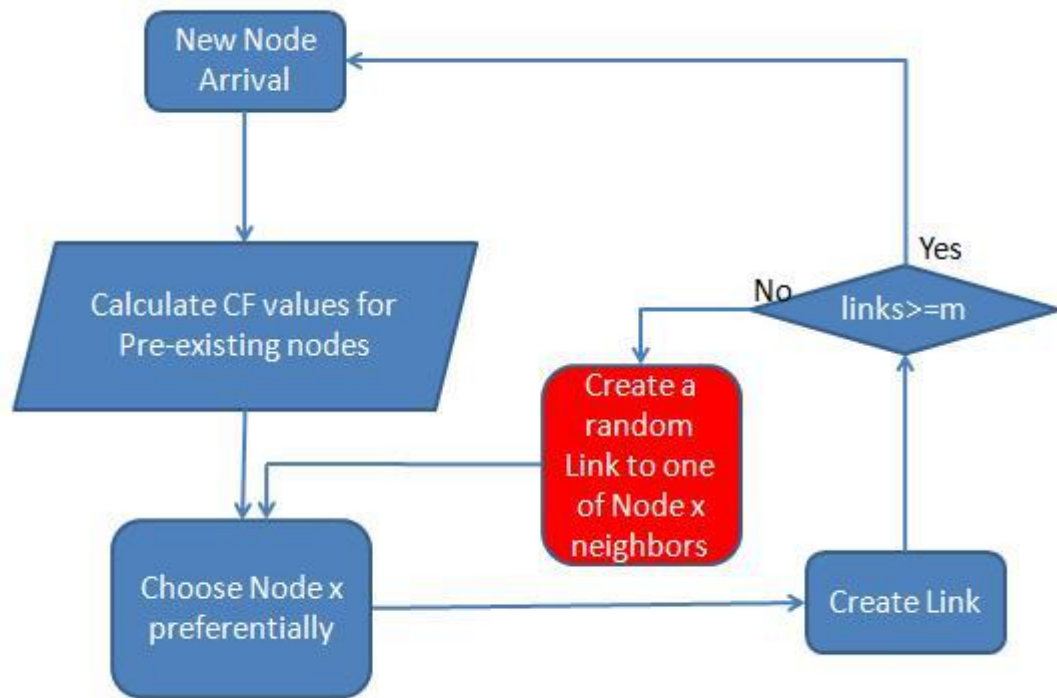 New Node
Arrival
Calculate CF values for
Pre-existing nodes
Choose Node x
preferentially
Create Link
links>=m
Yes
No
Create a
random
Link to one
of Node x
neighbors